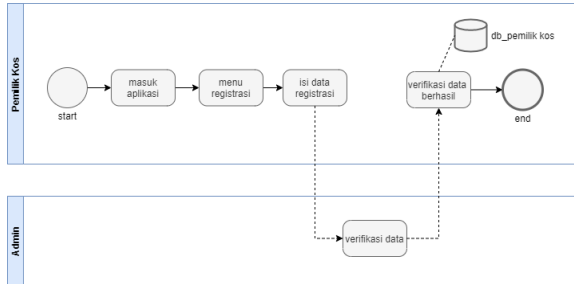 Pemilik Kos
start
masuk
aplikasi
menu
registrasi
isi data
registrasi
verifikasi data
berhasil
db_pemilik kos
end
Admin
verifikasi data